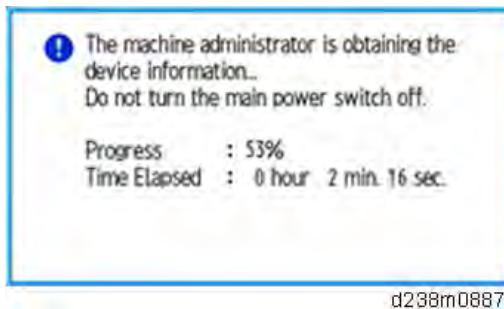 The machine administrator is obtaining the
device information...
Do not turn the main power switch off.
Progress : 53%
Time Elapsed : 0 hour 2 min. 16 sec.
d238m0887